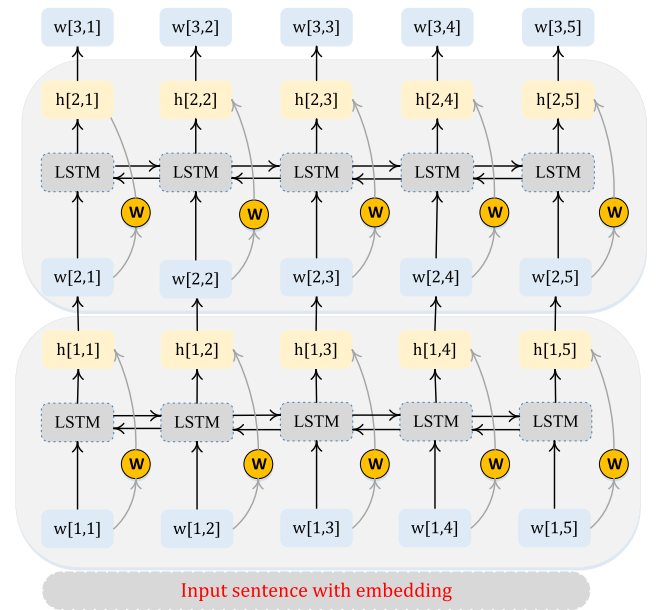 w[3,1] w[3,2] w[3,3] w[3,4] w[3,5]
h[2,1] h[2,2] h[2,3] h[2,4] h[2,5]
LSTM LSTM LSTM LSTM LSTM
W W W W W
w[2,1] w[2,2] w[2,3] w[2,4] w[2,5]
h[1,1] h[1,2] h[1,3] h[1,4] h[1,5]
LSTM LSTM LSTM LSTM LSTM
W W W W W
w[1,1] w[1,2] w[1,3] w[1,4] w[1,5]
Input sentence with embedding